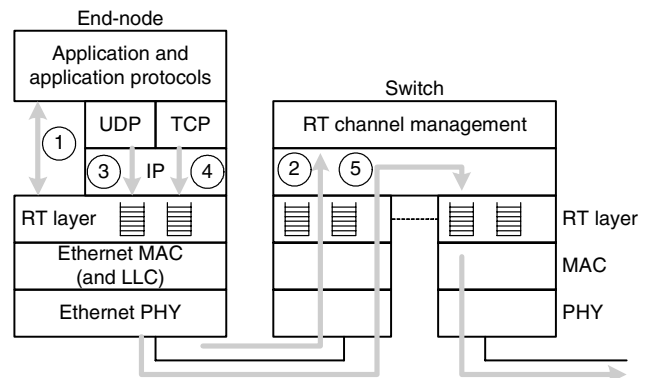 End-node
Application and
application protocols
Switch
UDP
TCP
RT channel management
1
3
IP
4
2
5
RT layer
RT layer
Ethernet MAC
(and LLC)
MAC
Ethernet PHY
PHY